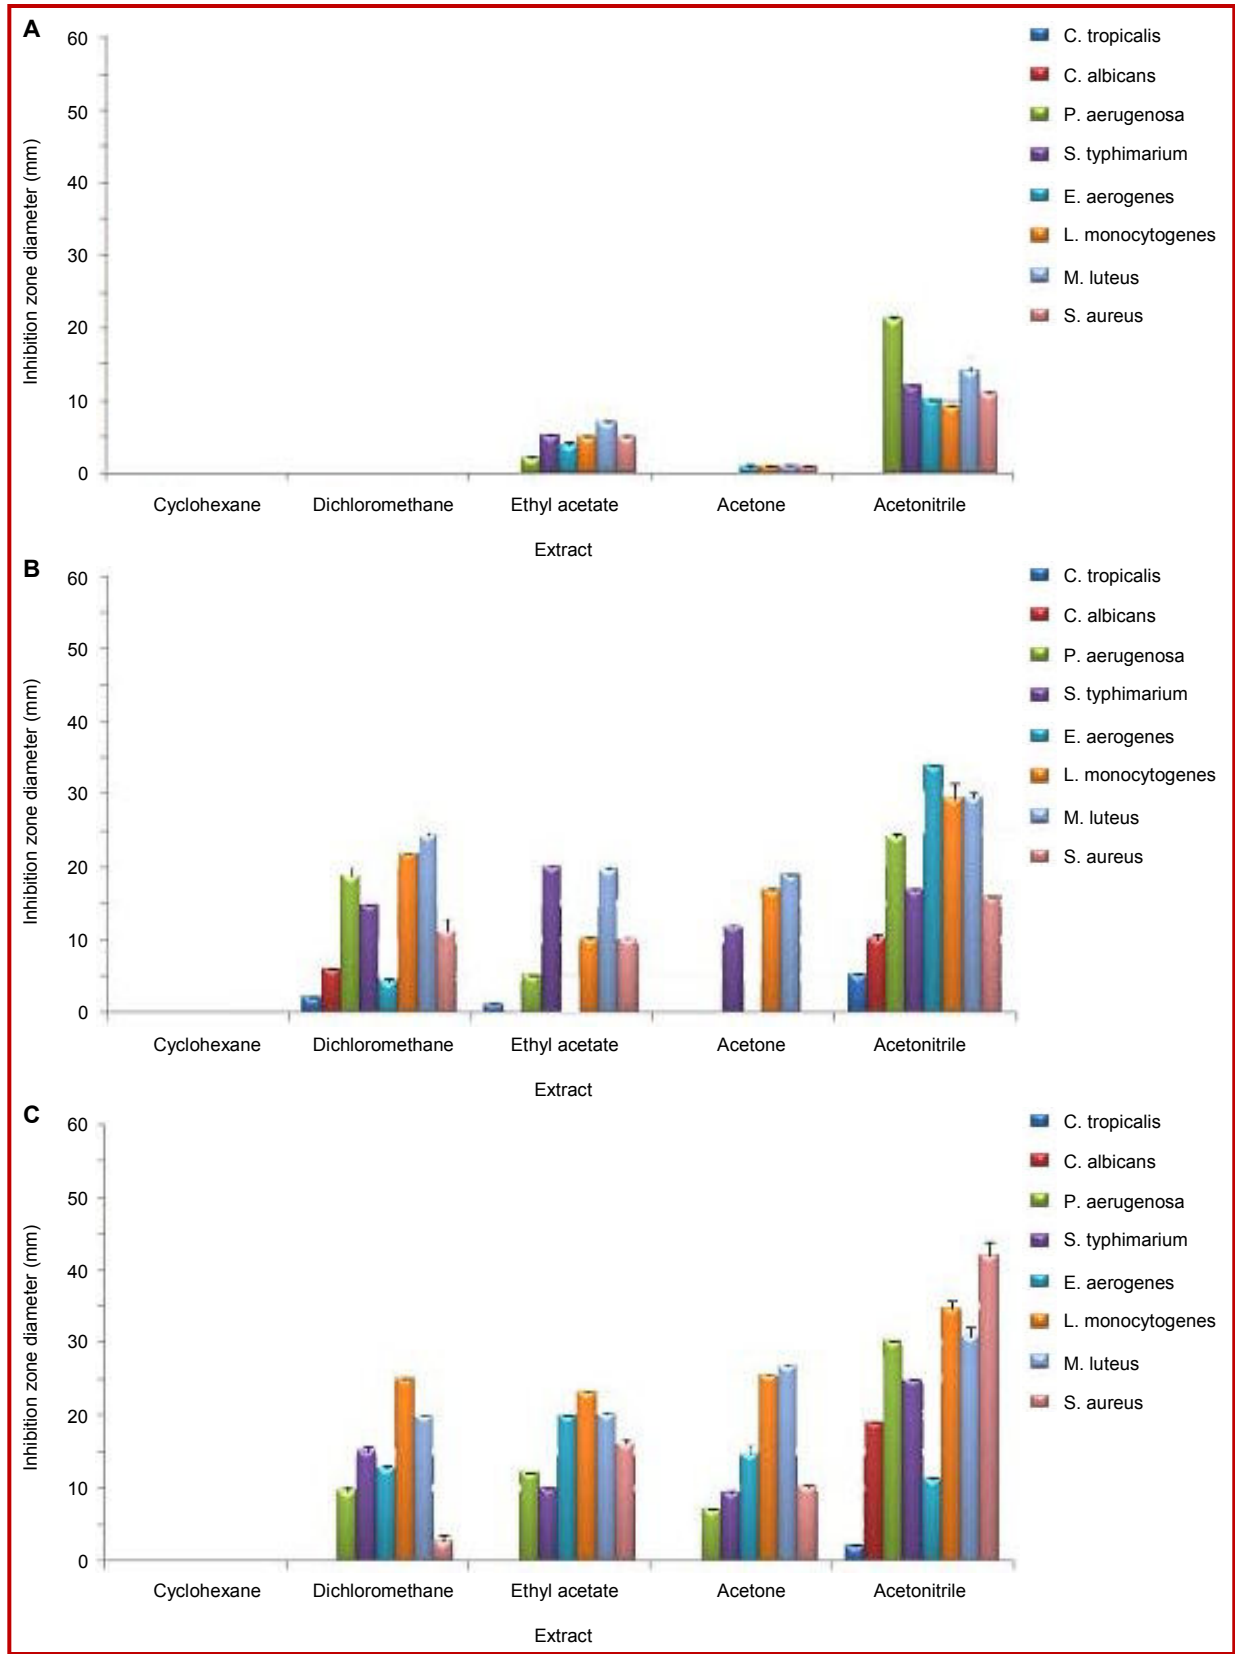 A
60
50
40
30
20
10
0
Inhibition zone diameter (mm)
Cyclohexane Dichloromethane Ethyl acetate Acetone Acetonitrile
Extract
C. tropicalis
C. albicans
P. aerugenosa
S. typhimarium
E. aerogenes
L. monocytogenes
M. luteus
S. aureus
B
60
50
40
30
20
10
0
Inhibition zone diameter (mm)
Cyclohexane Dichloromethane Ethyl acetate Acetone Acetonitrile
Extract
C. tropicalis
C. albicans
P. aerugenosa
S. typhimarium
E. aerogenes
L. monocytogenes
M. luteus
S. aureus
C
60
50
40
30
20
10
0
Inhibition zone diameter (mm)
Cyclohexane Dichloromethane Ethyl acetate Acetone Acetonitrile
Extract
C. tropicalis
C. albicans
P. aerugenosa
S. typhimarium
E. aerogenes
L. monocytogenes
M. luteus
S. aureus